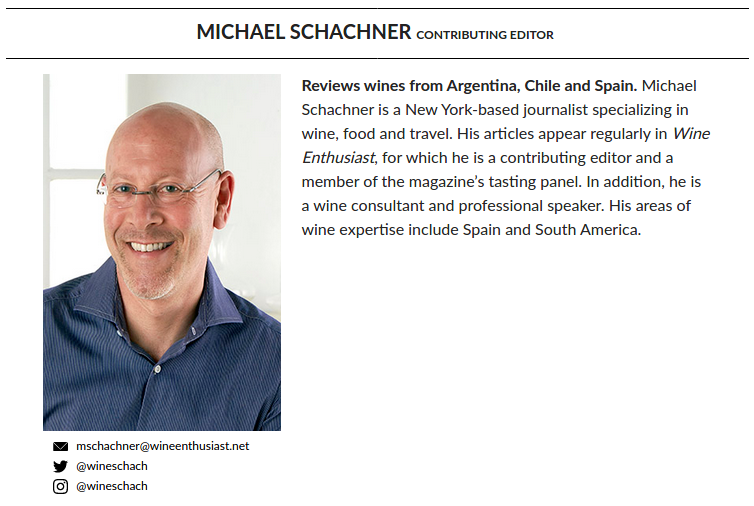 MICHAEL SCHACHNER CONTRIBUTING EDITOR
Reviews wines from Argentina, Chile and Spain. Michael
Schachner is a New York-based journalist specializing in
wine, food and travel. His articles appear regularly in Wine
Enthusiast, for which he is a contributing editor and a
member of the magazine’s tasting panel. In addition, he is
a wine consultant and professional speaker. His areas of
wine expertise include Spain and South America.
mschachner@wineenthusiast.net
@wineschach
@wineschach